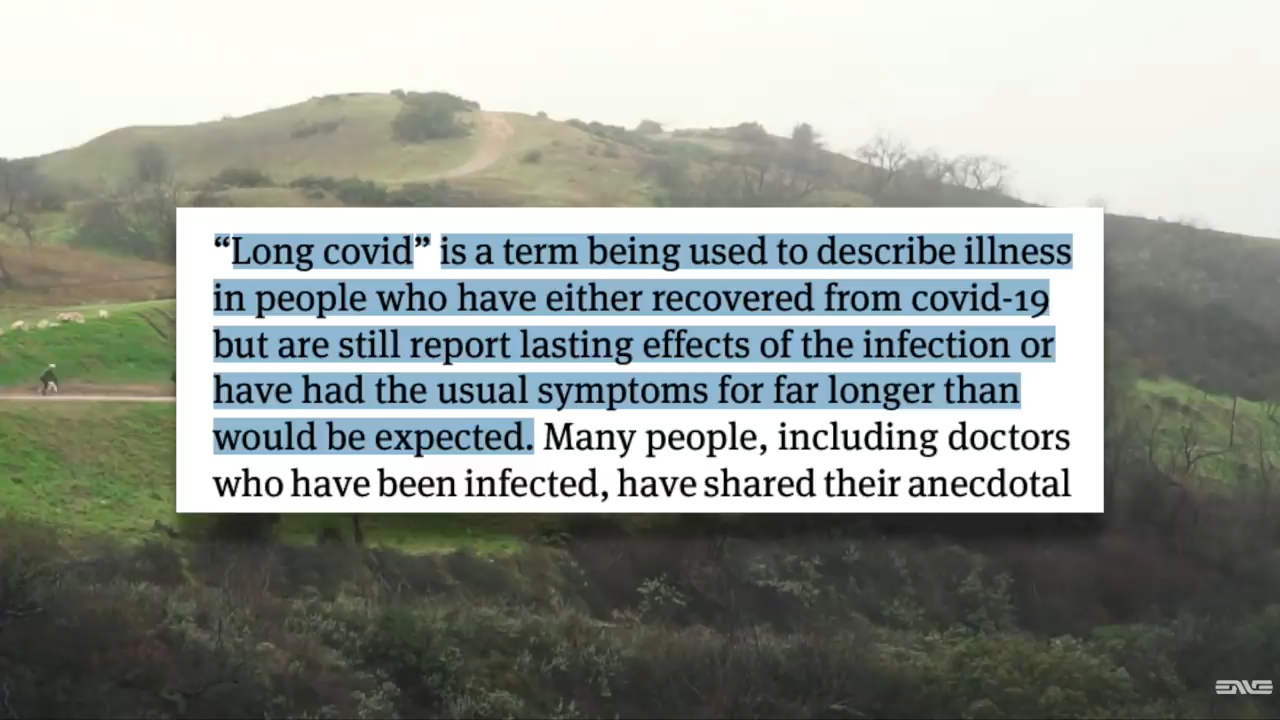 “Long covid” is a term being used to describe illness
in people who have either recovered from covid-19
but are still report lasting effects of the infection or
have had the usual symptoms for far longer than
would be expected. Many people, including doctors
who have been infected, have shared their anecdotal
ENVE